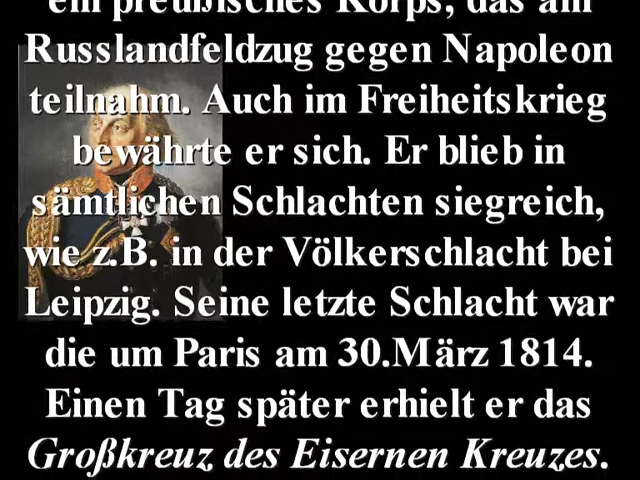 ein preußisches Korps, das am
Russlandfeldzug gegen Napoleon
teilnahm. Auch im Freiheitskrieg
bewährte er sich. Er blieb in
sämtlichen Schlachten siegreich,
wie z.B. in der Völkerschlacht bei
Leipzig. Seine letzte Schlacht war
die um Paris am 30.März 1814.
Einen Tag später erhielt er das
Großkreuz des Eisernen Kreuzes.